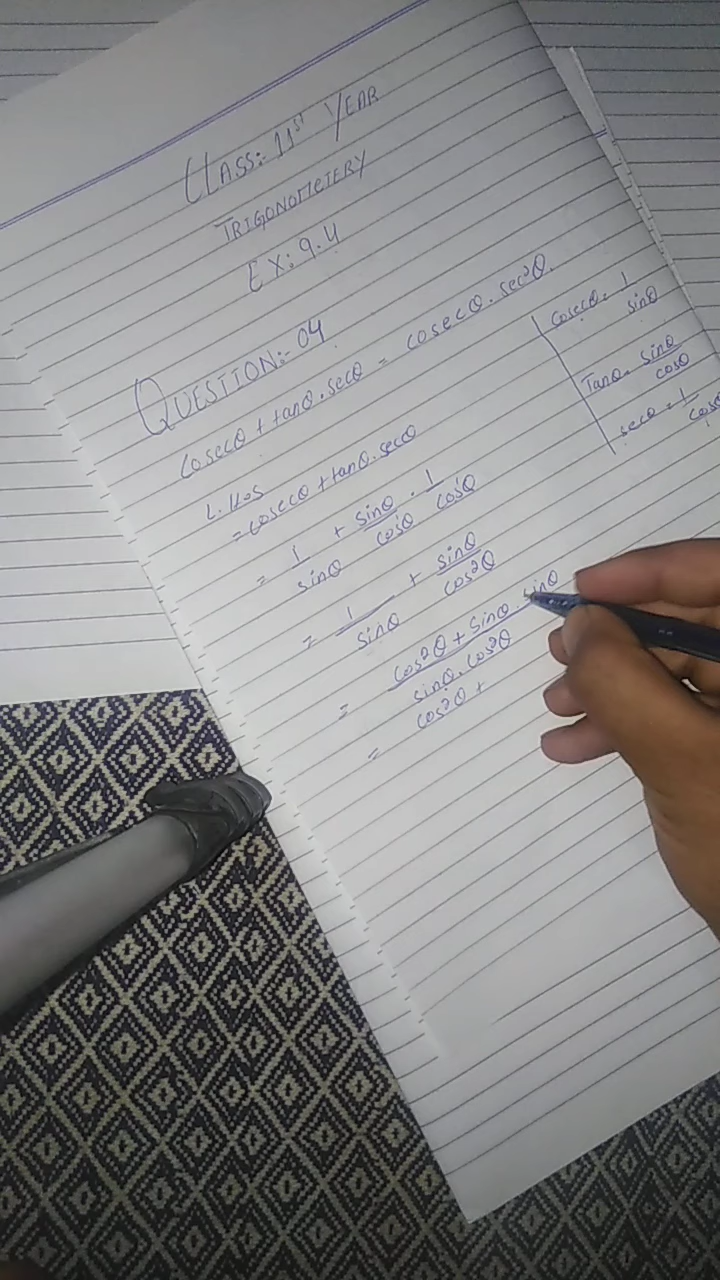 CLASS:- 11st YEAR
TRIGONOMETERY
EX: 9.4
QUESTION:- 04
cosecθ + tanθ.secθ = cosecθ.sec²θ.
L.H.S
= cosecθ + tanθ.secθ
= 1/sinθ + sinθ/cosθ . 1/cosθ
= 1/sinθ + sinθ/cos²θ
= cos²θ + sinθ.sinθ / sinθ.cos²θ
= cos²θ +
cosecθ = 1/sinθ
Tanθ = sinθ/cosθ
secθ = 1/cosθ